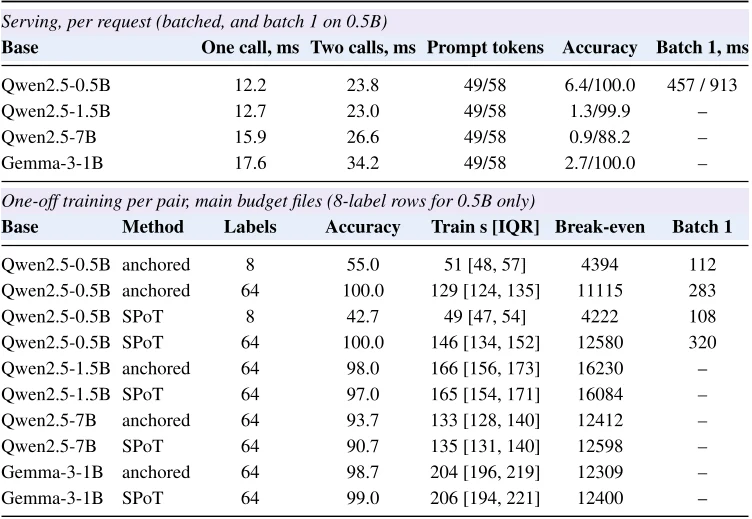 Serving, per request (batched, and batch 1 on 0.5B)
Base One call, ms Two calls, ms Prompt tokens Accuracy Batch 1, ms
Qwen2.5-0.5B 12.2 23.8 49/58 6.4/100.0 457 / 913
Qwen2.5-1.5B 12.7 23.0 49/58 1.3/99.9 –
Qwen2.5-7B 15.9 26.6 49/58 0.9/88.2 –
Gemma-3-1B 17.6 34.2 49/58 2.7/100.0 –
One-off training per pair, main budget files (8-label rows for 0.5B only)
Base Method Labels Accuracy Train s [IQR] Break-even Batch 1
Qwen2.5-0.5B anchored 8 55.0 51 [48, 57] 4394 112
Qwen2.5-0.5B anchored 64 100.0 129 [124, 135] 11115 283
Qwen2.5-0.5B SPoT 8 42.7 49 [47, 54] 4222 108
Qwen2.5-0.5B SPoT 64 100.0 146 [134, 152] 12580 320
Qwen2.5-1.5B anchored 64 98.0 166 [156, 173] 16230 –
Qwen2.5-1.5B SPoT 64 97.0 165 [154, 171] 16084 –
Qwen2.5-7B anchored 64 93.7 133 [128, 140] 12412 –
Qwen2.5-7B SPoT 64 90.7 135 [131, 140] 12598 –
Gemma-3-1B anchored 64 98.7 204 [196, 219] 12309 –
Gemma-3-1B SPoT 64 99.0 206 [194, 221] 12400 –